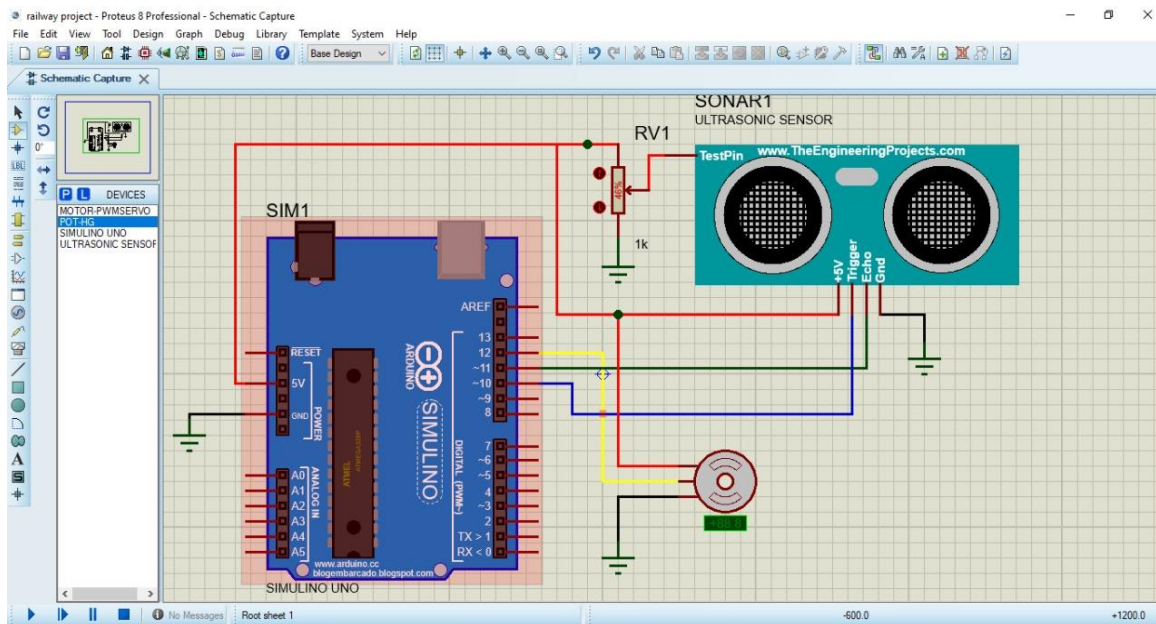 railway project - Proteus 8 Professional - Schematic Capture
File Edit View Tool Design Graph Debug Library Template System Help
Base Design
Schematic Capture
0°
LBL
P L DEVICES
MOTOR-PWMSERVO
POT-HG
SIMULINO UNO
ULTRASONIC SENSOR
SONAR1
ULTRASONIC SENSOR
RV1
46%
1k
TestPin
www.TheEngineeringProjects.com
+5V
Trigger
Echo
Gnd
SIM1
AREF
13
12
~11
~10
~9
8
7
~6
~5
4
~3
2
TX > 1
RX < 0
RESET
5V
GND
POWER
A0
A1
A2
A3
A4
A5
ANALOG IN
ATMEL
ARDUINO
SIMULINO
DIGITAL (PWM~)
www.arduino.cc
blogembarcado.blogspot.com
SIMULINO UNO
No Messages
Root sheet 1
-600.0
+1200.0